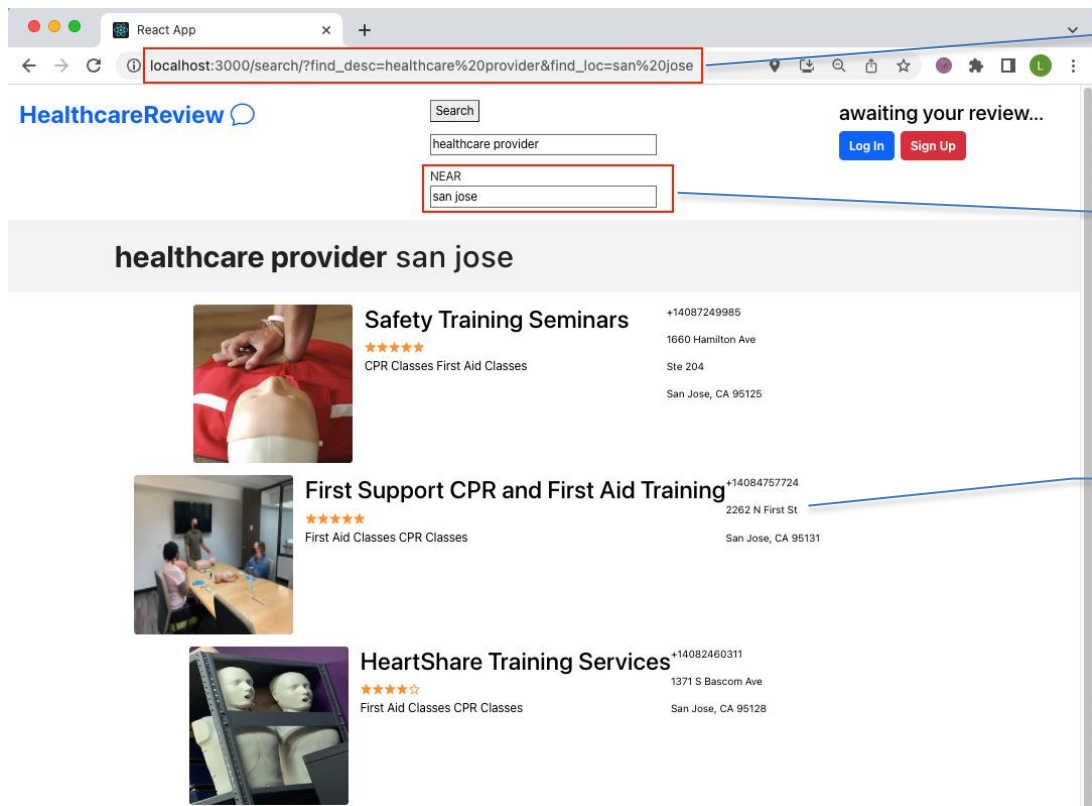 React App
localhost:3000/search/?find_desc=healthcare%20provider&find_loc=san%20jose
L
HealthcareReview
Search
healthcare provider
NEAR
san jose
awaiting your review...
Log In Sign Up
healthcare provider san jose
Safety Training Seminars
CPR Classes First Aid Classes
+14087249985
1660 Hamilton Ave
Ste 204
San Jose, CA 95125
First Support CPR and First Aid Training
First Aid Classes CPR Classes
+14084757724
2262 N First St
San Jose, CA 95131
HeartShare Training Services
First Aid Classes CPR Classes
+14082460311
1371 S Bascom Ave
San Jose, CA 95128